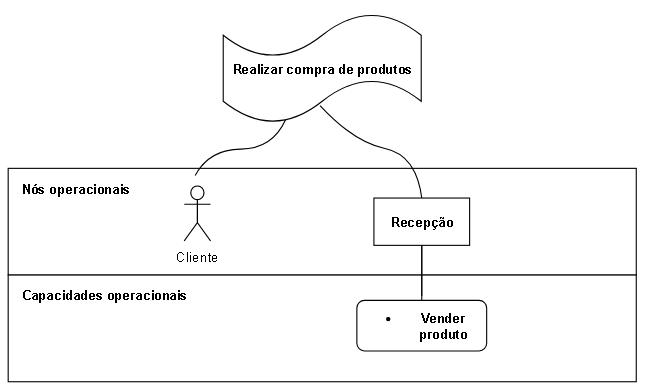 Realizar compra de produtos
Nós operacionais
Cliente
Recepção
Capacidades operacionais
• Vender
produto